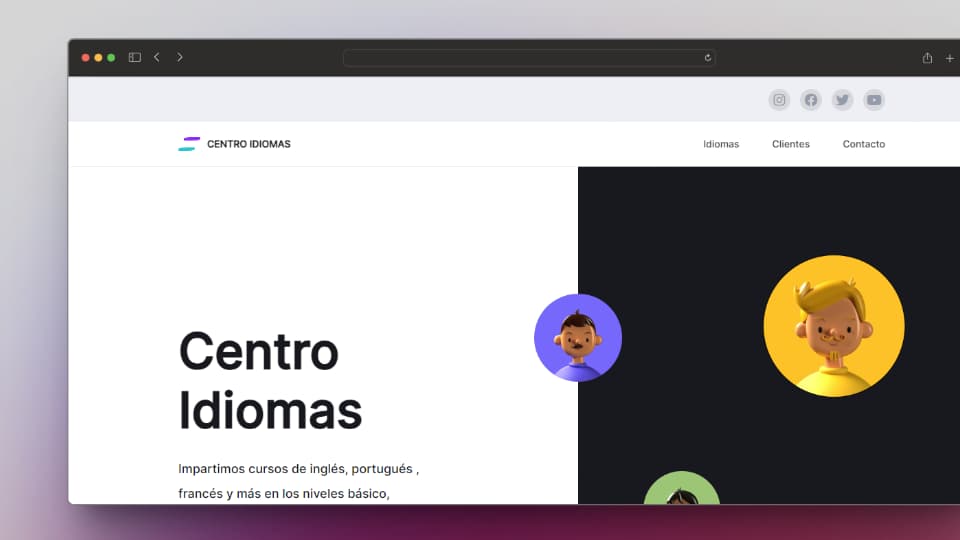 CENTRO IDIOMAS
Idiomas Clientes Contacto
Centro
Idiomas
Impartimos cursos de inglés, portugués ,
francés y más en los niveles básico,